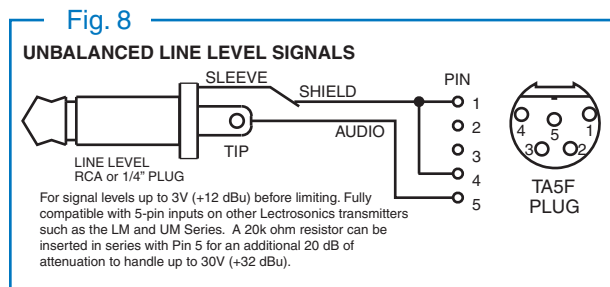 Fig. 8
UNBALANCED LINE LEVEL SIGNALS
SLEEVE
SHIELD
PIN
1
2
3
4
5
AUDIO
TIP
LINE LEVEL
RCA or 1/4" PLUG
4
5
1
3
2
TA5F
PLUG
For signal levels up to 3V (+12 dBu) before limiting. Fully
compatible with 5-pin inputs on other Lectrosonics transmitters
such as the LM and UM Series. A 20k ohm resistor can be
inserted in series with Pin 5 for an additional 20 dB of
attenuation to handle up to 30V (+32 dBu).